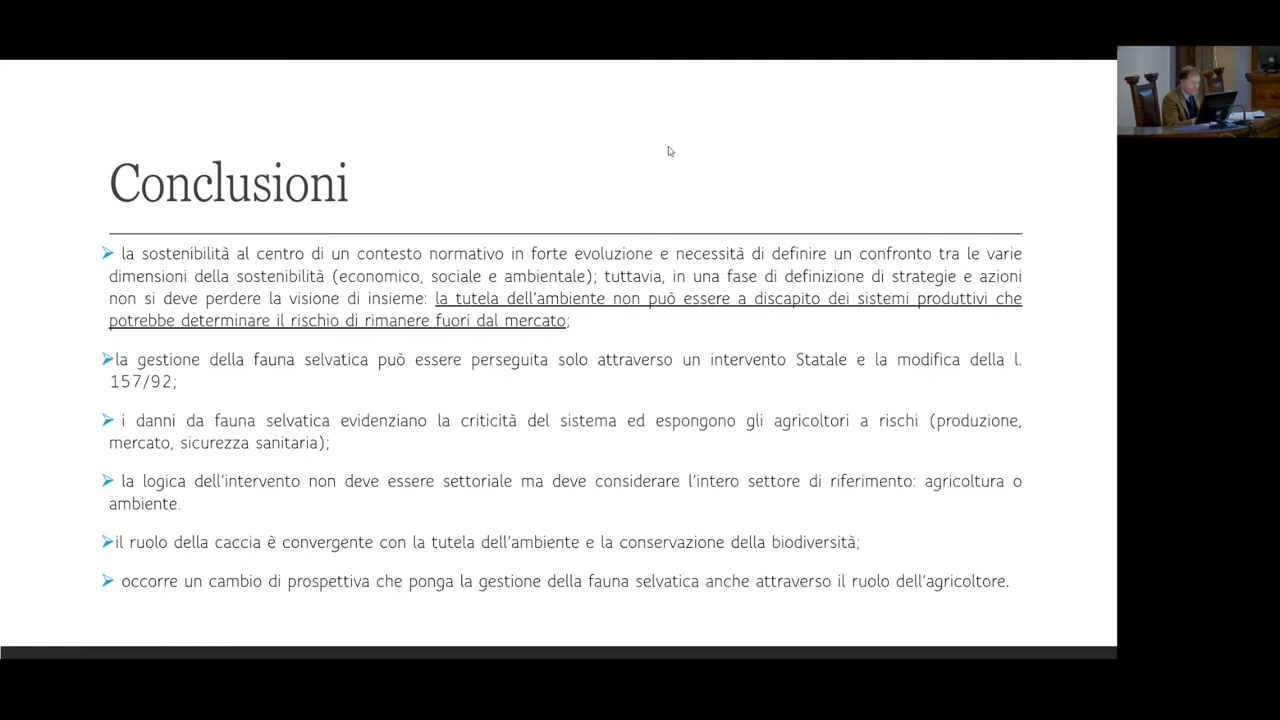 Conclusioni
la sostenibilità al centro di un contesto normativo in forte evoluzione e necessità di definire un confronto tra le varie
dimensioni della sostenibilità (economico, sociale e ambientale); tuttavia, in una fase di definizione di strategie e azioni
non si deve perdere la visione di insieme: la tutela dell'ambiente non può essere a discapito dei sistemi produttivi che
potrebbe determinare il rischio di rimanere fuori dal mercato;
la gestione della fauna selvatica può essere perseguita solo attraverso un intervento Statale e la modifica della l.
157/92;
i danni da fauna selvatica evidenziano la criticità del sistema ed espongono gli agricoltori a rischi (produzione,
mercato, sicurezza sanitaria);
la logica dell'intervento non deve essere settoriale ma deve considerare l'intero settore di riferimento: agricoltura o
ambiente.
il ruolo della caccia è convergente con la tutela dell'ambiente e la conservazione della biodiversità;
occorre un cambio di prospettiva che ponga la gestione della fauna selvatica anche attraverso il ruolo dell'agricoltore.